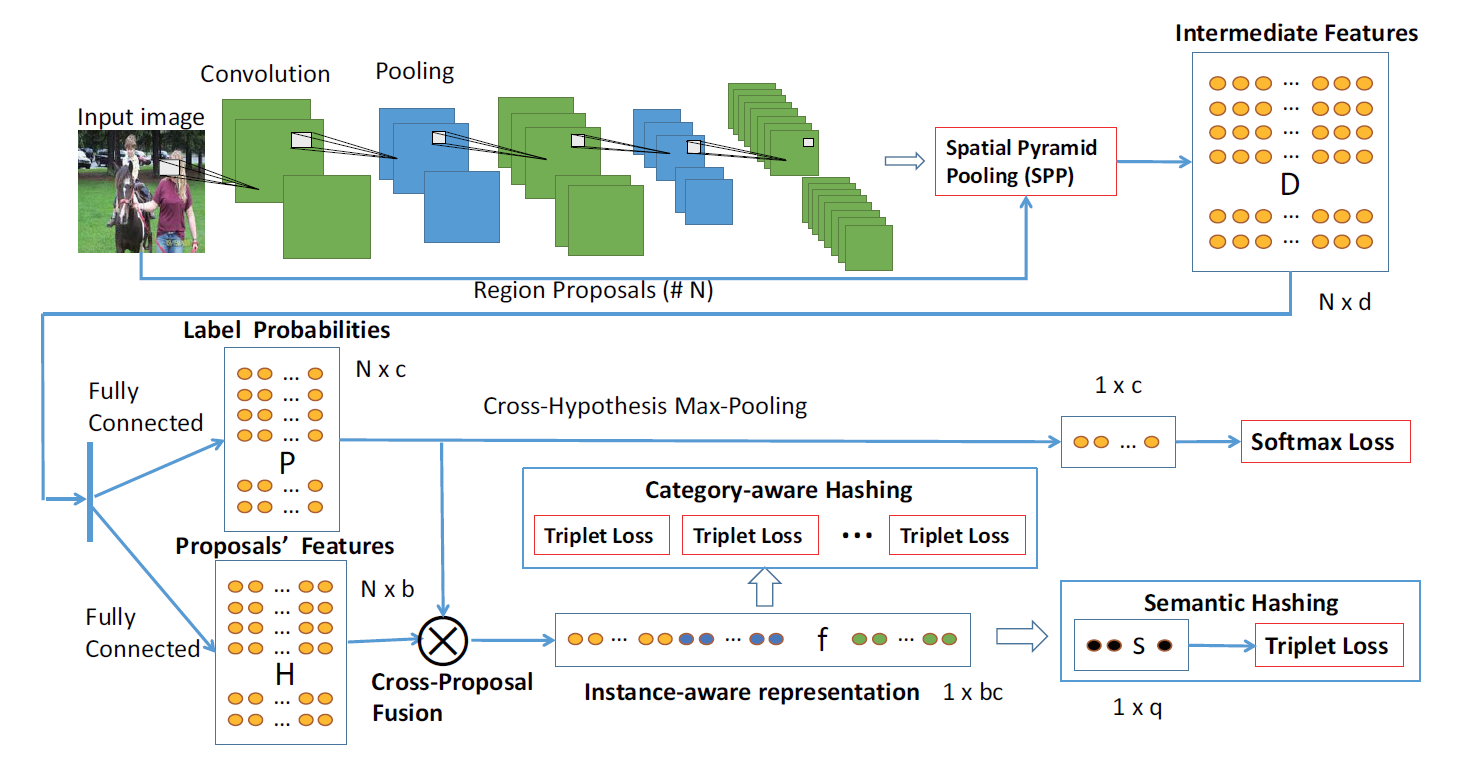 Intermediate Features
Convolution
Pooling
Input image
Spatial Pyramid
Pooling (SPP)
...
...
...
...
D
...
...
Region Proposals (# N)
N x d
Label Probabilities
N x c
Fully
Connected
...
...
...
...
P
...
...
Cross-Hypothesis Max-Pooling
1 x c
...
Softmax Loss
Category-aware Hashing
Triplet Loss
Triplet Loss
...
Triplet Loss
Proposals' Features
N x b
Fully
Connected
...
...
...
...
H
...
...
Cross-Proposal
Fusion
... ... f ...
Instance-aware representation
1 x bc
Semantic Hashing
s
Triplet Loss
1 x q